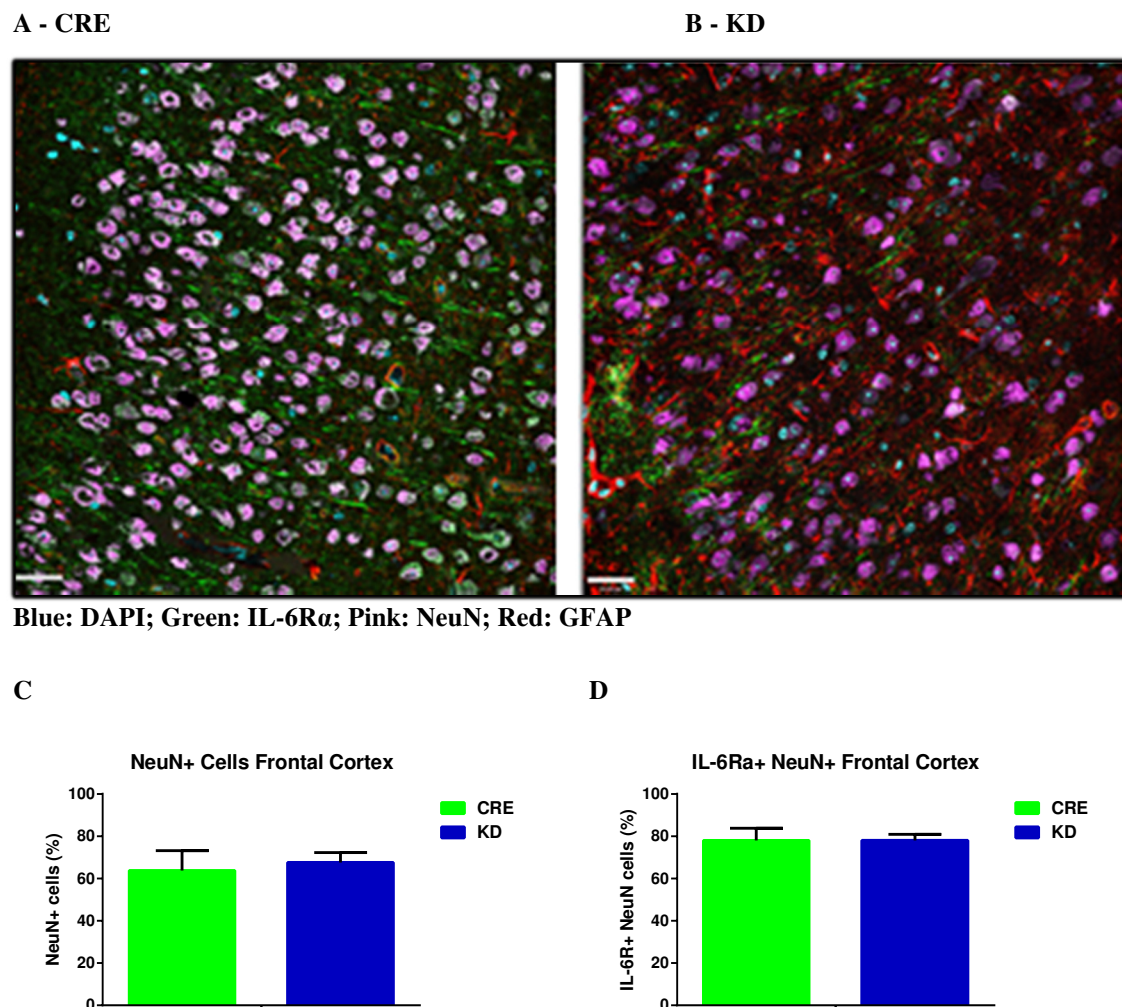 A - CRE
B - KD
Blue: DAPI; Green: IL-6Rα; Pink: NeuN; Red: GFAP
C
D
NeuN+ Cells Frontal Cortex
NeuN+ cells (%)
100
80
60
40
20
0
CRE
KD
IL-6Ra+ NeuN+ Frontal Cortex
IL-6R+ NeuN cells (%)
100
80
60
40
20
0
CRE
KD